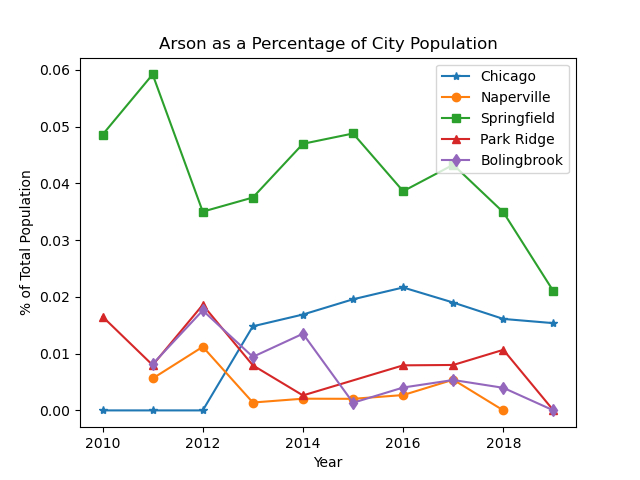 Arson as a Percentage of City Population
Chicago
Naperville
Springfield
Park Ridge
Bolingbrook
% of Total Population
0.06
0.05
0.04
0.03
0.02
0.01
0.00
2010 2012 2014 2016 2018
Year